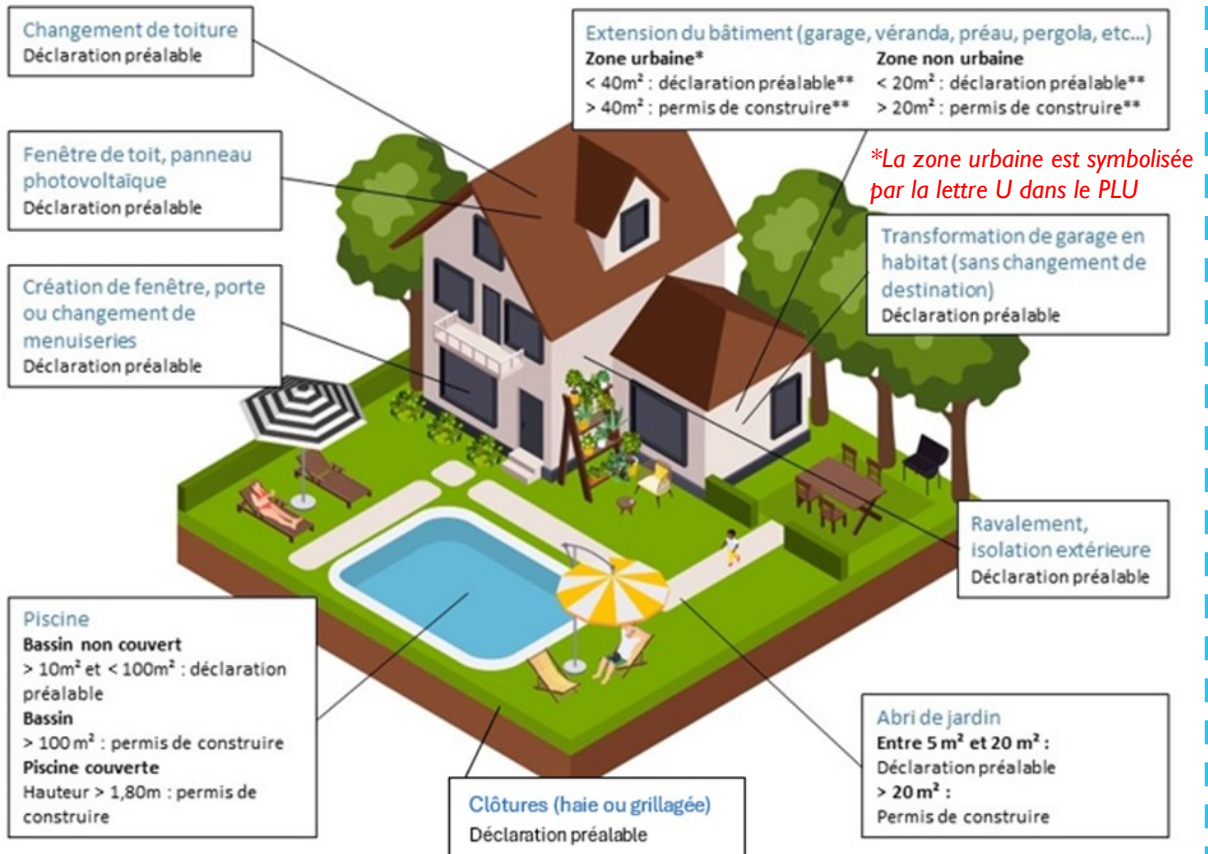 Changement de toiture
Déclaration préalable
Extension du bâtiment (garage, véranda, préau, pergola, etc...)
Zone urbaine* Zone non urbaine
< 40m² : déclaration préalable** < 20m² : déclaration préalable**
> 40m² : permis de construire** > 20m² : permis de construire**
*La zone urbaine est symbolisée
par la lettre U dans le PLU
Fenêtre de toit, panneau
photovoltaïque
Déclaration préalable
Transformation de garage en
habitat (sans changement de
destination)
Déclaration préalable
Création de fenêtre, porte
ou changement de
menuiseries
Déclaration préalable
Ravalement,
isolation extérieure
Déclaration préalable
Piscine
Bassin non couvert
> 10m² et < 100m² : déclaration
préalable
Bassin
> 100 m² : permis de construire
Piscine couverte
Hauteur > 1,80m : permis de
construire
Clôtures (haie ou grillagée)
Déclaration préalable
Abri de jardin
Entre 5 m² et 20 m² :
Déclaration préalable
> 20 m² :
Permis de construire